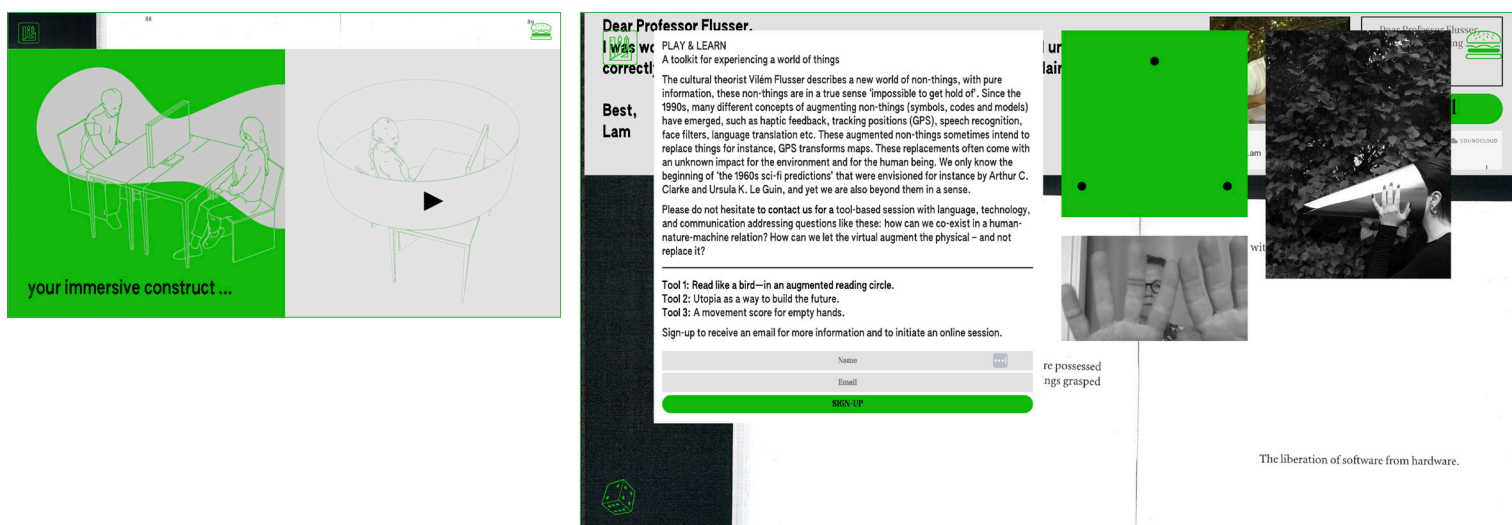 88
89
your immersive construct ...
Dear Professor Flusser,
I was wo
correctly
Best,
Lam
PLAY & LEARN
A toolkit for experiencing a world of things
The cultural theorist Vilém Flusser describes a new world of non-things, with pure
information, these non-things are in a true sense ‘impossible to get hold of’. Since the
1990s, many different concepts of augmenting non-things (symbols, codes and models)
have emerged, such as haptic feedback, tracking positions (GPS), speech recognition,
face filters, language translation etc. These augmented non-things sometimes intend to
replace things for instance, GPS transforms maps. These replacements often come with
an unknown impact for the environment and for the human being. We only know the
beginning of ‘the 1960s sci-fi predictions’ that were envisioned for instance by Arthur C.
Clarke and Ursula K. Le Guin, and yet we are also beyond them in a sense.
Please do not hesitate to contact us for a tool-based session with language, technology,
and communication addressing questions like these: how can we co-exist in a human-
nature-machine relation? How can we let the virtual augment the physical – and not
replace it?
Tool 1: Read like a bird—in an augmented reading circle.
Tool 2: Utopia as a way to build the future.
Tool 3: A movement score for empty hands.
Sign-up to receive an email for more information and to initiate an online session.
Name
Email
SIGN-UP
Dear Professor Flusser,
SOUNDCLOUD
Lam
re possessed
ngs grasped
The liberation of software from hardware.